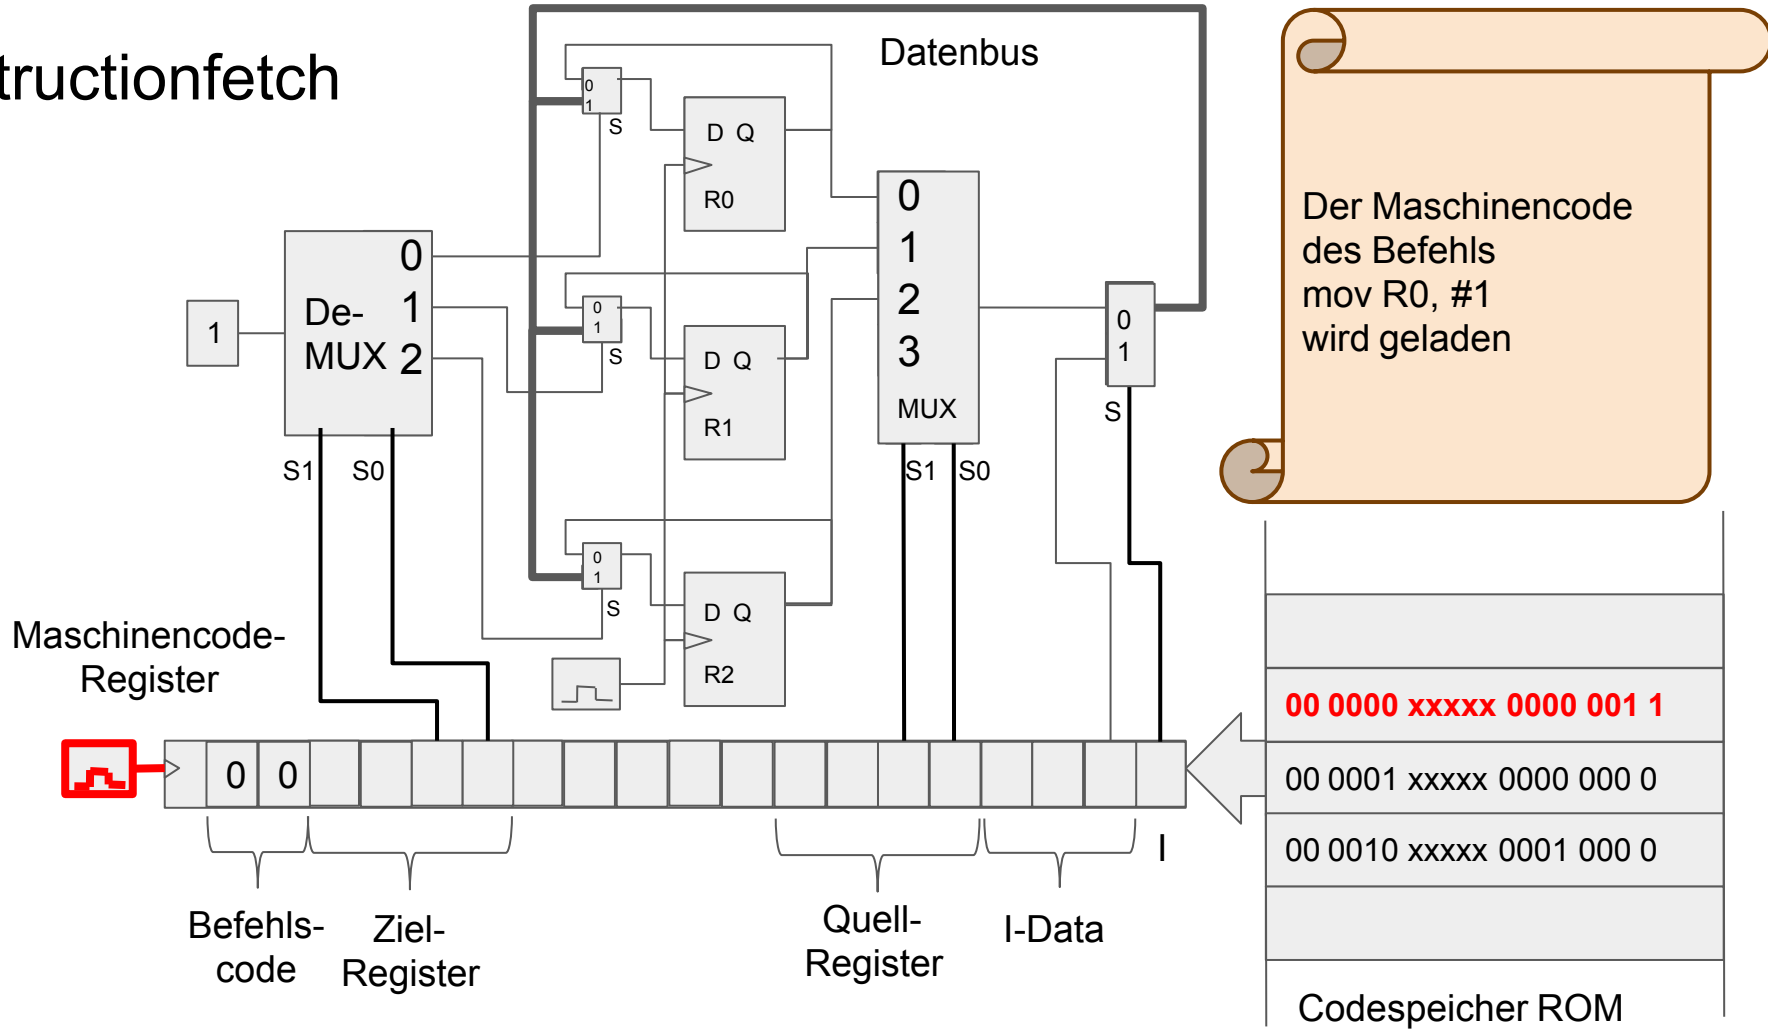 tructionfetch
Datenbus
0
1
S
D Q
R0
De-
MUX
0
1
2
1
S1
S0
0
1
S
D Q
R1
0
1
S
D Q
R2
0
1
2
3
MUX
S1
S0
0
1
S
Der Maschinencode
des Befehls
mov R0, #1
wird geladen
Maschinencode-
Register
0 0
I
Befehls-
code
Ziel-
Register
Quell-
Register
I-Data
00 0000 xxxxx 0000 001 1
00 0001 xxxxx 0000 000 0
00 0010 xxxxx 0001 000 0
Codespeicher ROM